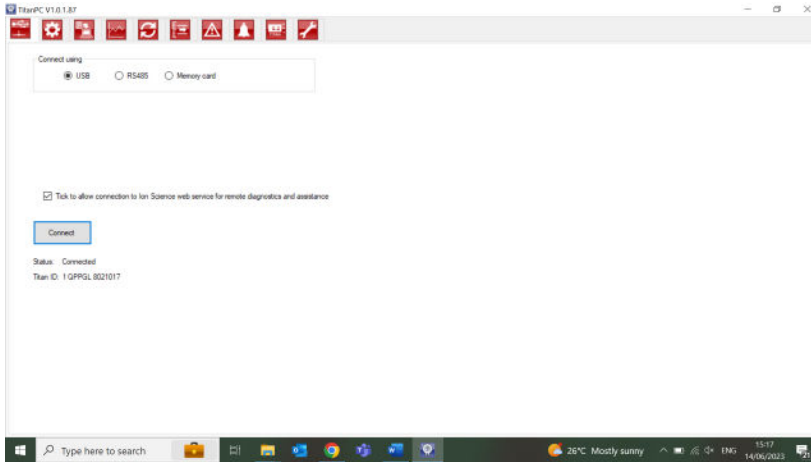 TitanPC V1.0.1.87
Connect using
USB RS485 Memory card
Tick to allow connection to Ion Science web service for remote diagnostics and assistance
Connect
Status: Connected
Titan ID: 1 QPPGL 8021017
Type here to search
26°C Mostly sunny
ENG
15:17
14/06/2023